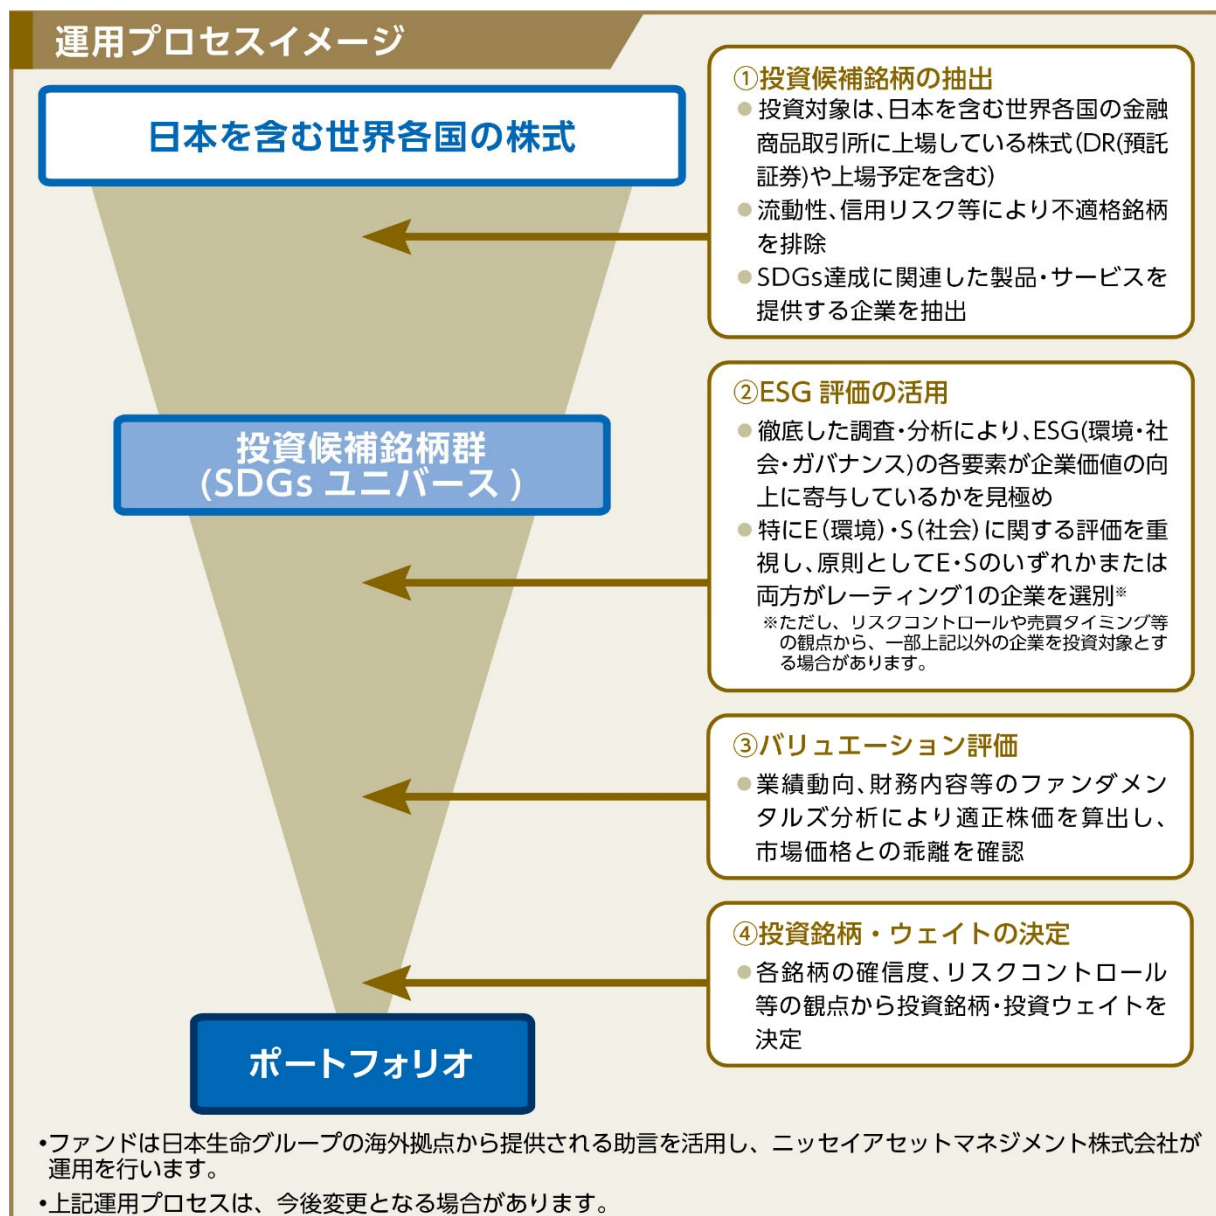 運用プロセスイメージ
日本を含む世界各国の株式
①投資候補銘柄の抽出
●投資対象は、日本を含む世界各国の金融
商品取引所に上場している株式(DR(預託
証券)や上場予定を含む)
●流動性、信用リスク等により不適格銘柄
を排除
●SDGs達成に関連した製品・サービスを
提供する企業を抽出
投資候補銘柄群
(SDGs ユニバース )
②ESG 評価の活用
●徹底した調査・分析により、ESG(環境・社
会・ガバナンス)の各要素が企業価値の向
上に寄与しているかを見極め
●特にE(環境)・S(社会)に関する評価を重
視し、原則としてE・Sのいずれかまたは
両方がレーティング1の企業を選別※
※ただし、リスクコントロールや売買タイミング等
の観点から、一部上記以外の企業を投資対象とす
る場合があります。
③バリュエーション評価
●業績動向、財務内容等のファンダメン
タルズ分析により適正株価を算出し、
市場価格との乖離を確認
④投資銘柄・ウェイトの決定
●各銘柄の確信度、リスクコントロール
等の観点から投資銘柄・投資ウェイトを
決定
ポートフォリオ
•ファンドは日本生命グループの海外拠点から提供される助言を活用し、ニッセイアセットマネジメント株式会社が
運用を行います。
•上記運用プロセスは、今後変更となる場合があります。